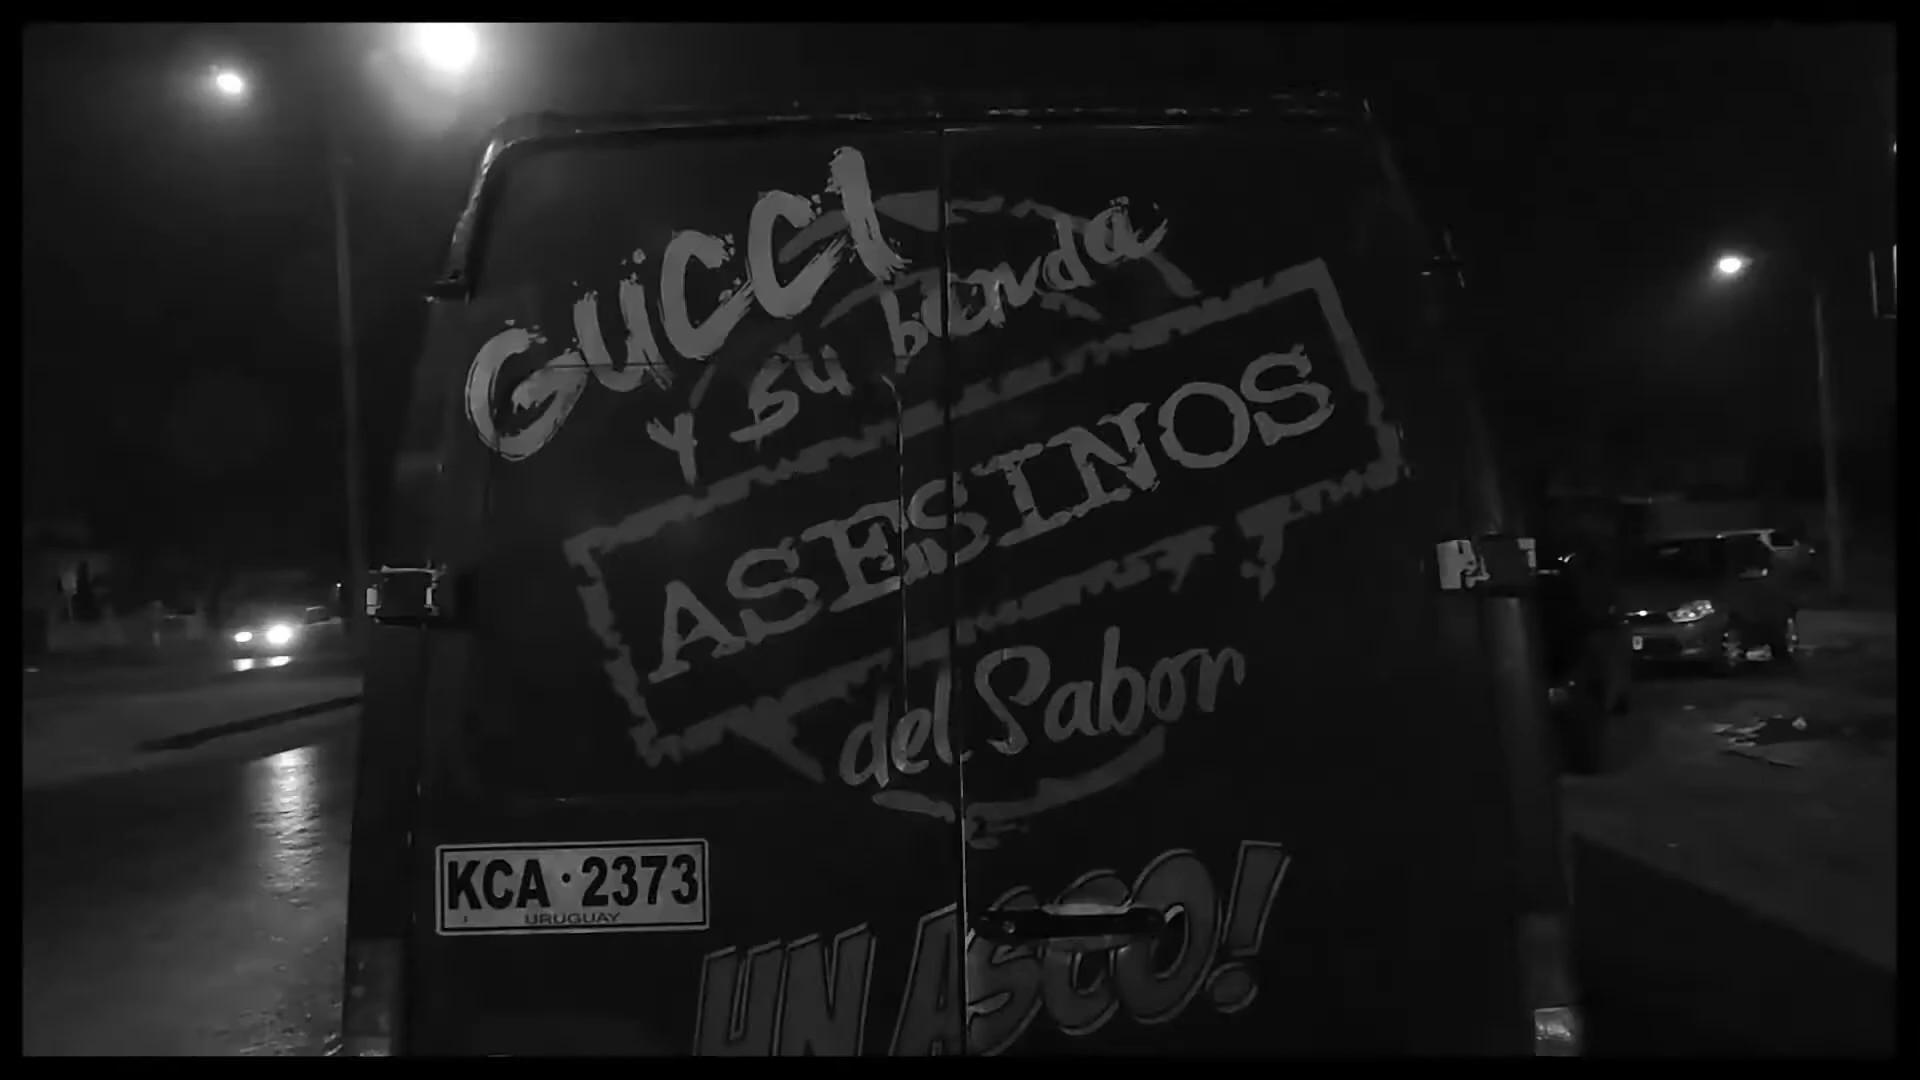 GUCCI
y su banda
ASESINOS
del Sabor
KCA·2373
URUGUAY
UN ASCO!